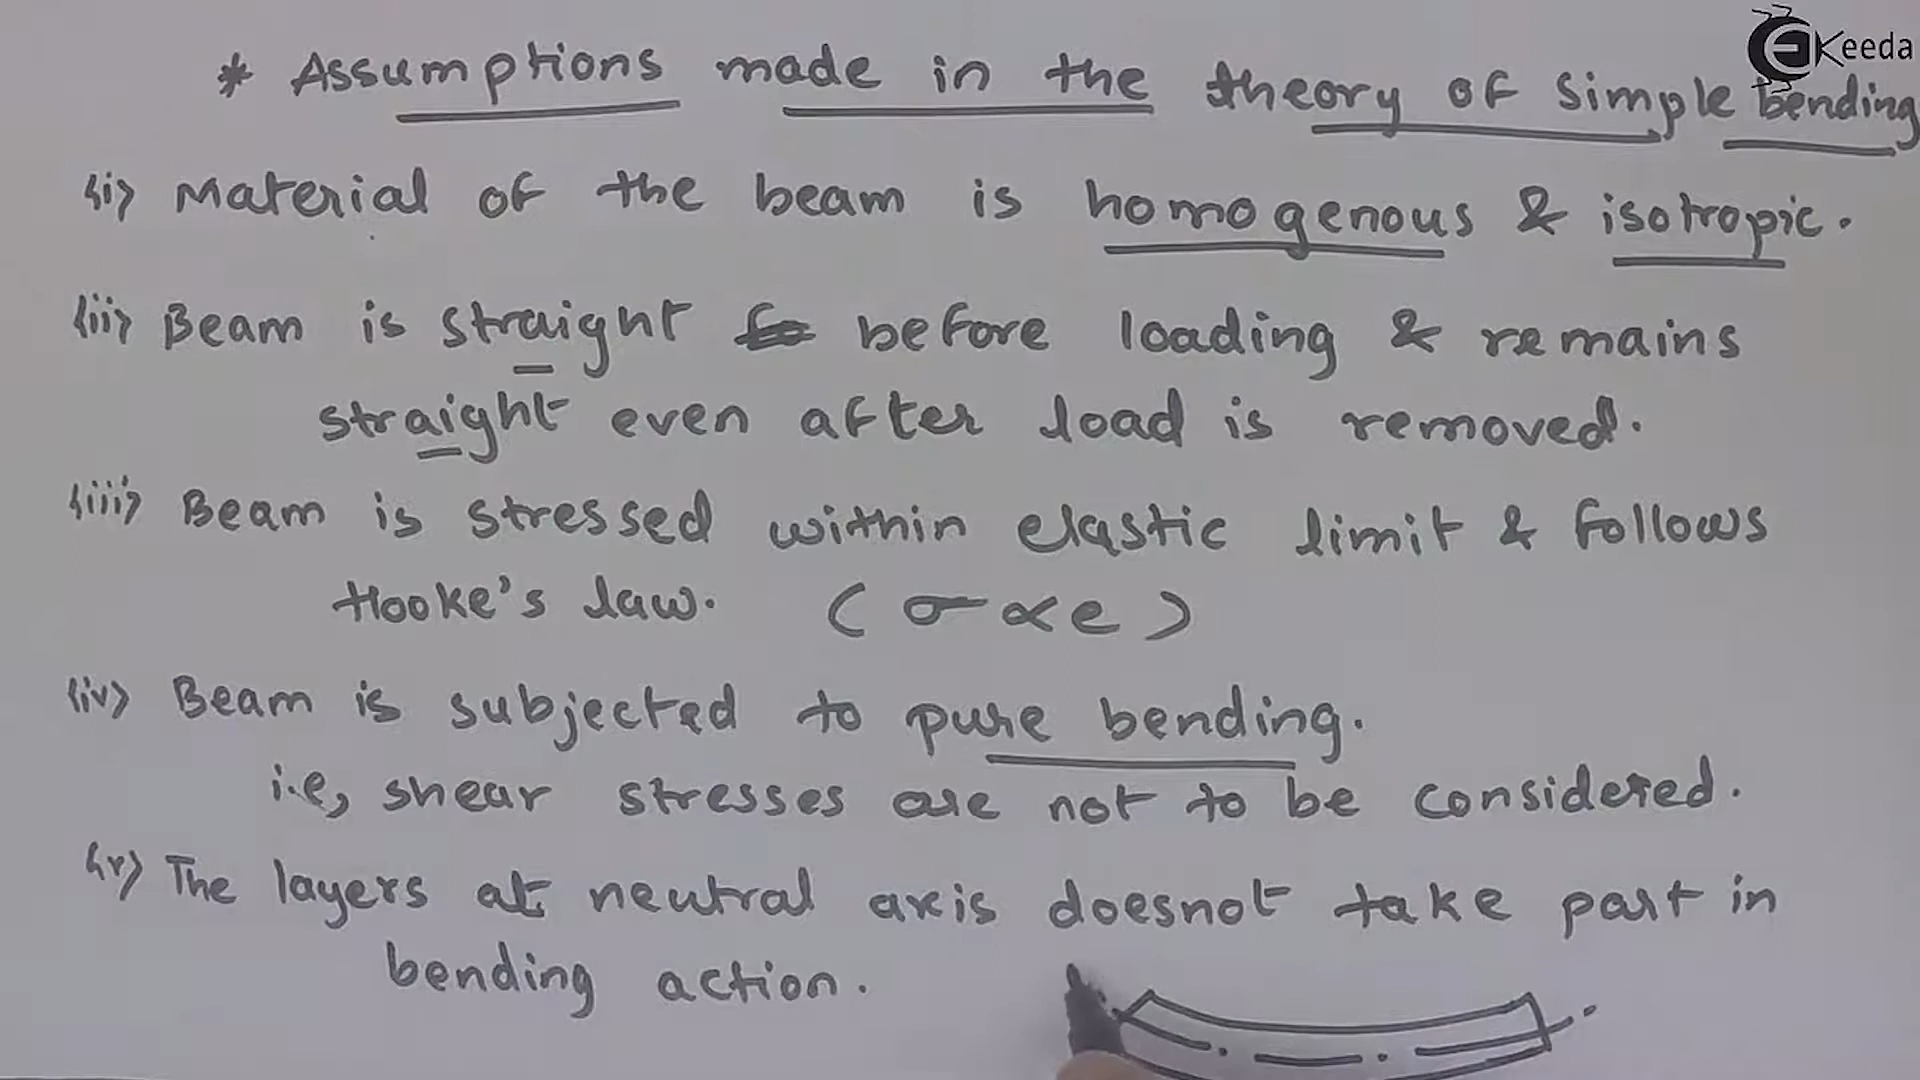 EKeeda
* Assumptions made in the theory of simple bending
(i) Material of the beam is homogenous & isotropic.
(ii) Beam is straight before loading & remains
straight even after load is removed.
(iii) Beam is stressed within elastic limit & follows
Hooke's law. (σ ∝ e)
(iv) Beam is subjected to pure bending.
i.e, shear stresses are not to be considered.
(v) The layers at neutral axis doesnot take part in
bending action.